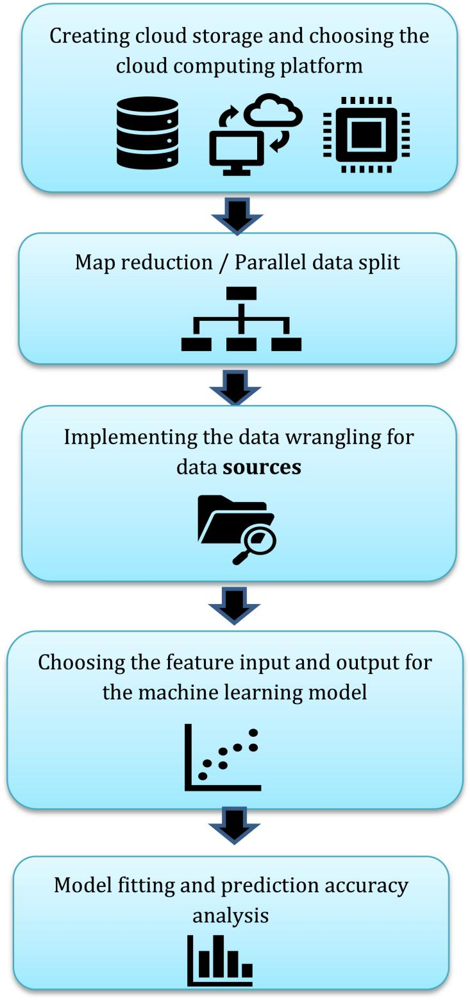 Creating cloud storage and choosing the
cloud computing platform
Map reduction / Parallel data split
Implementing the data wrangling for
data sources
Choosing the feature input and output for
the machine learning model
Model fitting and prediction accuracy
analysis